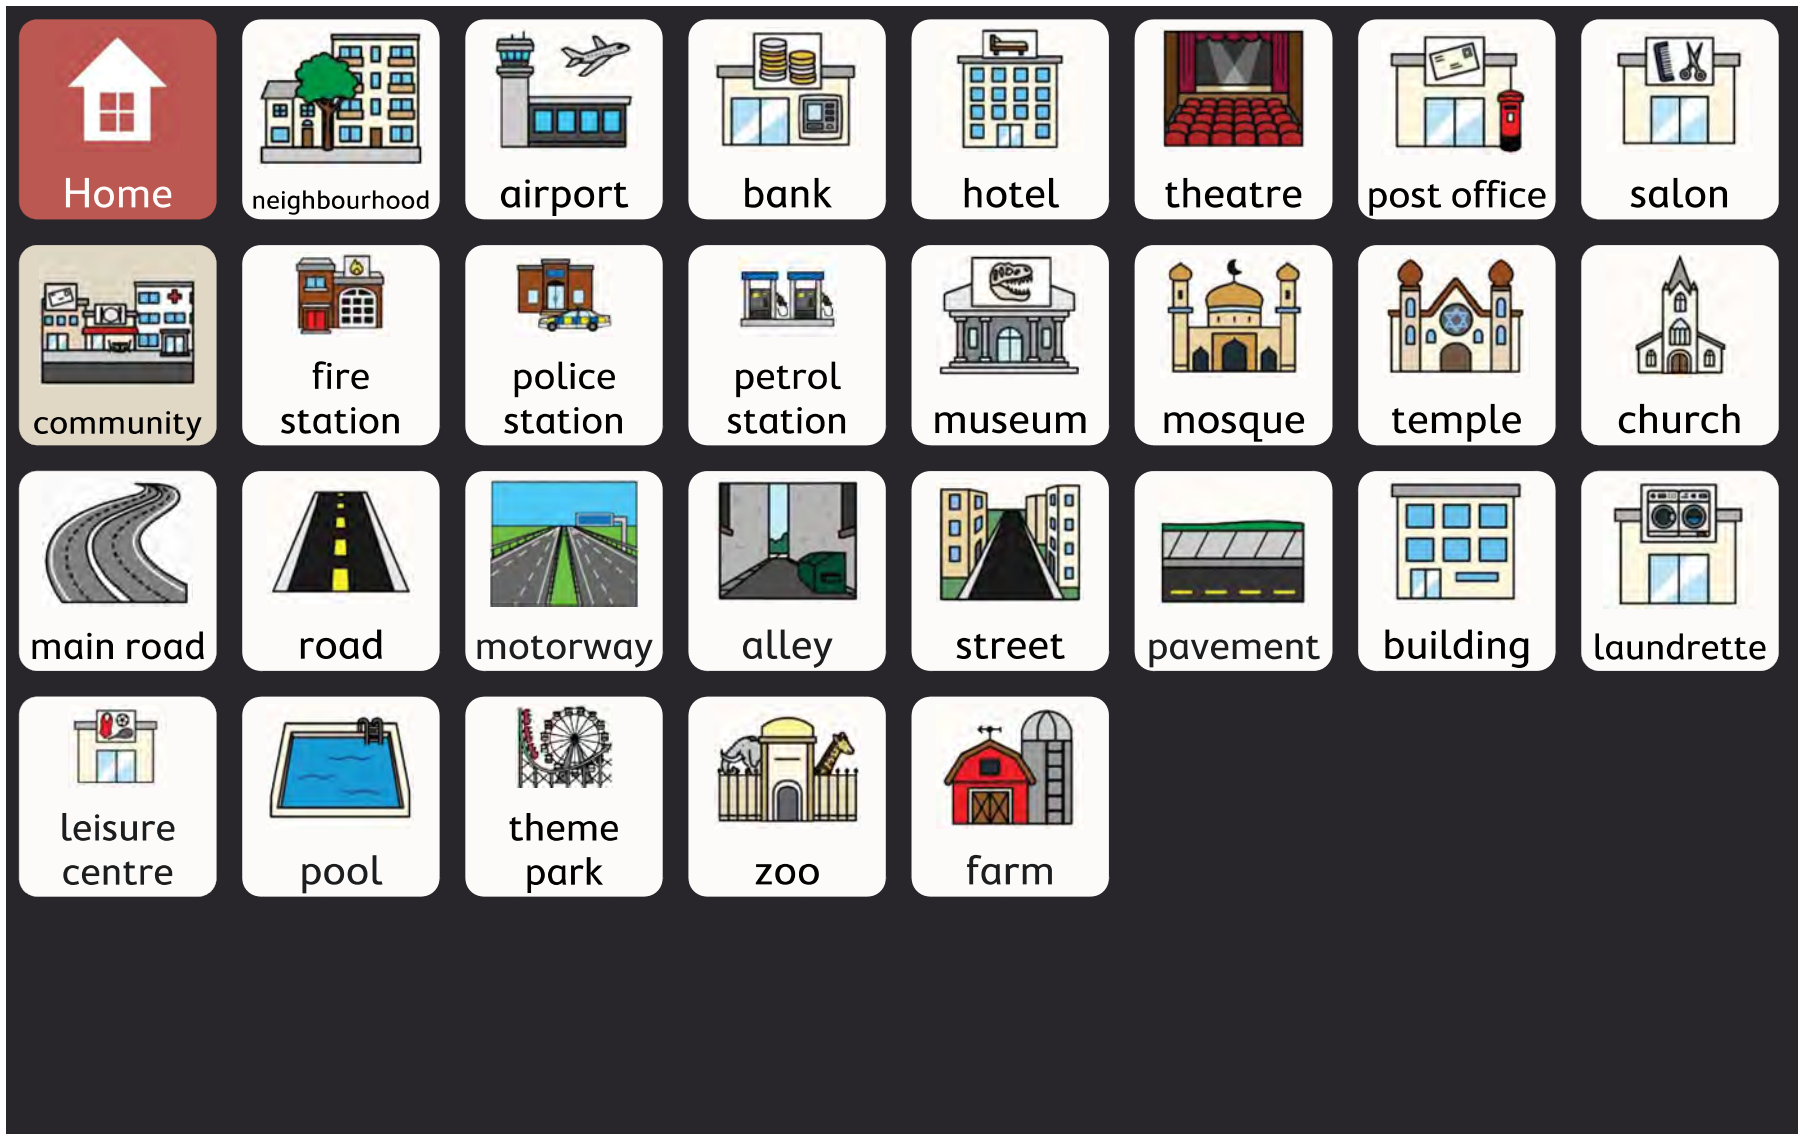 Home
neighbourhood
airport
bank
hotel
theatre
post office
salon
community
fire
station
police
station
petrol
station
museum
mosque
temple
church
main road
road
motorway
alley
street
pavement
building
laundrette
leisure
centre
pool
theme
park
zoo
farm